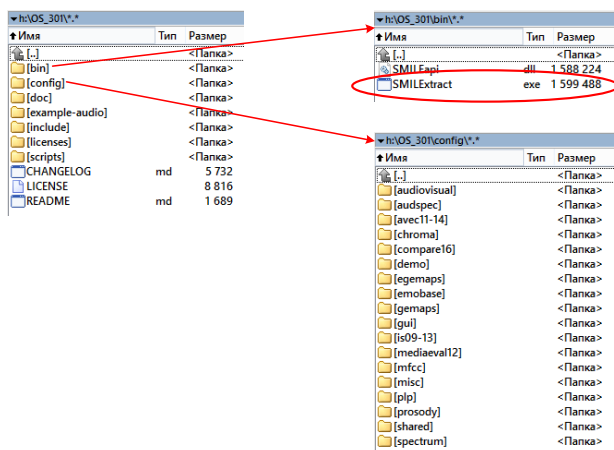 h:\OS_301\*.*
Имя Тип Размер
[..] <Папка>
[bin] <Папка>
[config] <Папка>
[doc] <Папка>
[example-audio] <Папка>
[include] <Папка>
[licenses] <Папка>
[scripts] <Папка>
CHANGELOG md 5 732
LICENSE 8 816
README md 1 689
h:\OS_301\bin\*.*
Имя Тип Размер
[..] <Папка>
SMILEapi dll 1 588 224
SMILExtract exe 1 599 488
h:\OS_301\config\*.*
Имя Тип Размер
[..] <Папка>
[audiovisual] <Папка>
[audspec] <Папка>
[avec11-14] <Папка>
[chroma] <Папка>
[compare16] <Папка>
[demo] <Папка>
[egemaps] <Папка>
[emobase] <Папка>
[gemaps] <Папка>
[gui] <Папка>
[is09-13] <Папка>
[mediaeval12] <Папка>
[mfcc] <Папка>
[misc] <Папка>
[plp] <Папка>
[prosody] <Папка>
[shared] <Папка>
[spectrum] <Папка>